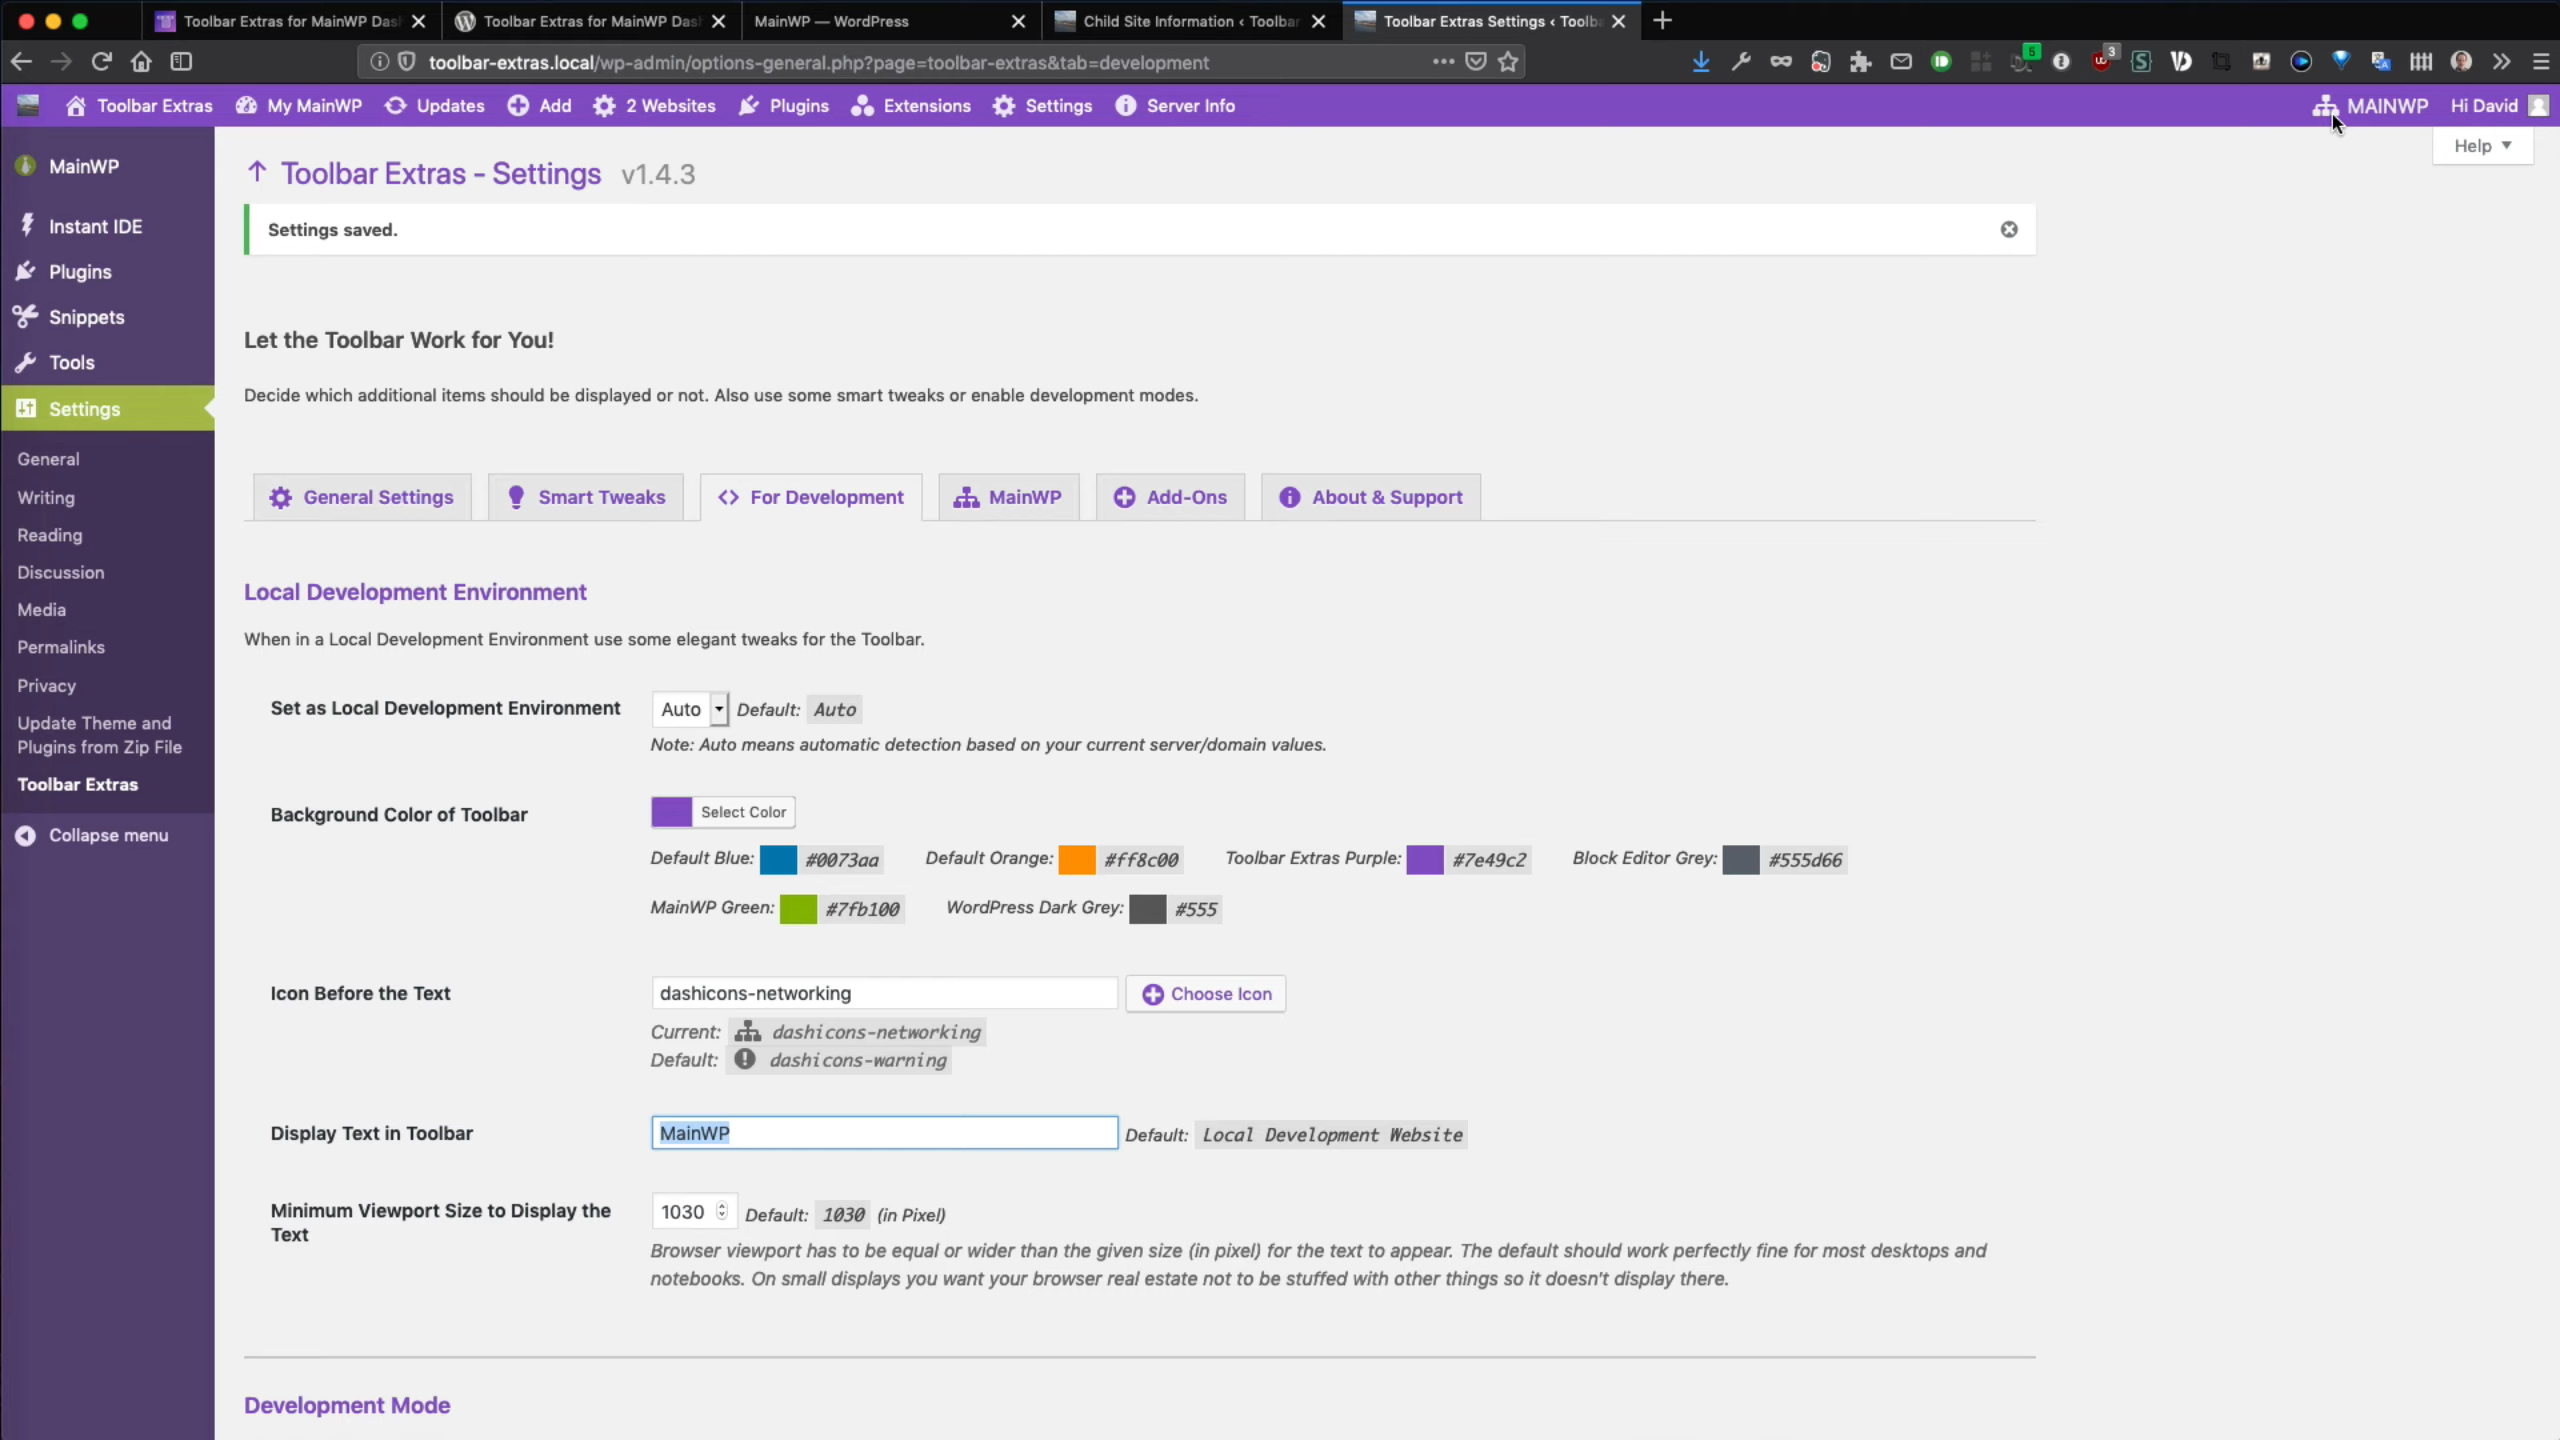 Toolbar Extras for MainWP Das
Toolbar Extras for MainWP Das
MainWP — WordPress
Child Site Information ‹ Toolbar
Toolbar Extras Settings ‹ Toolb
toolbar-extras.local/wp-admin/options-general.php?page=toolbar-extras&tab=development
5
3
Toolbar Extras
My MainWP
Updates
Add
2 Websites
Plugins
Extensions
Settings
Server Info
MAINWP
Hi David
Help
MainWP
Instant IDE
Plugins
Snippets
Tools
Settings
General
Writing
Reading
Discussion
Media
Permalinks
Privacy
Update Theme and
Plugins from Zip File
Toolbar Extras
Collapse menu
Toolbar Extras - Settings v1.4.3
Settings saved.
Let the Toolbar Work for You!
Decide which additional items should be displayed or not. Also use some smart tweaks or enable development modes.
General Settings
Smart Tweaks
For Development
MainWP
Add-Ons
About & Support
Local Development Environment
When in a Local Development Environment use some elegant tweaks for the Toolbar.
Set as Local Development Environment
Auto
Default: Auto
Note: Auto means automatic detection based on your current server/domain values.
Background Color of Toolbar
Select Color
Default Blue: #0073aa
Default Orange: #ff8c00
Toolbar Extras Purple: #7e49c2
Block Editor Grey: #555d66
MainWP Green: #7fb100
WordPress Dark Grey: #555
Icon Before the Text
dashicons-networking
Choose Icon
Current: dashicons-networking
Default: dashicons-warning
Display Text in Toolbar
MainWP
Default: Local Development Website
Minimum Viewport Size to Display the
Text
1030
Default: 1030 (in Pixel)
Browser viewport has to be equal or wider than the given size (in pixel) for the text to appear. The default should work perfectly fine for most desktops and
notebooks. On small displays you want your browser real estate not to be stuffed with other things so it doesn't display there.
Development Mode